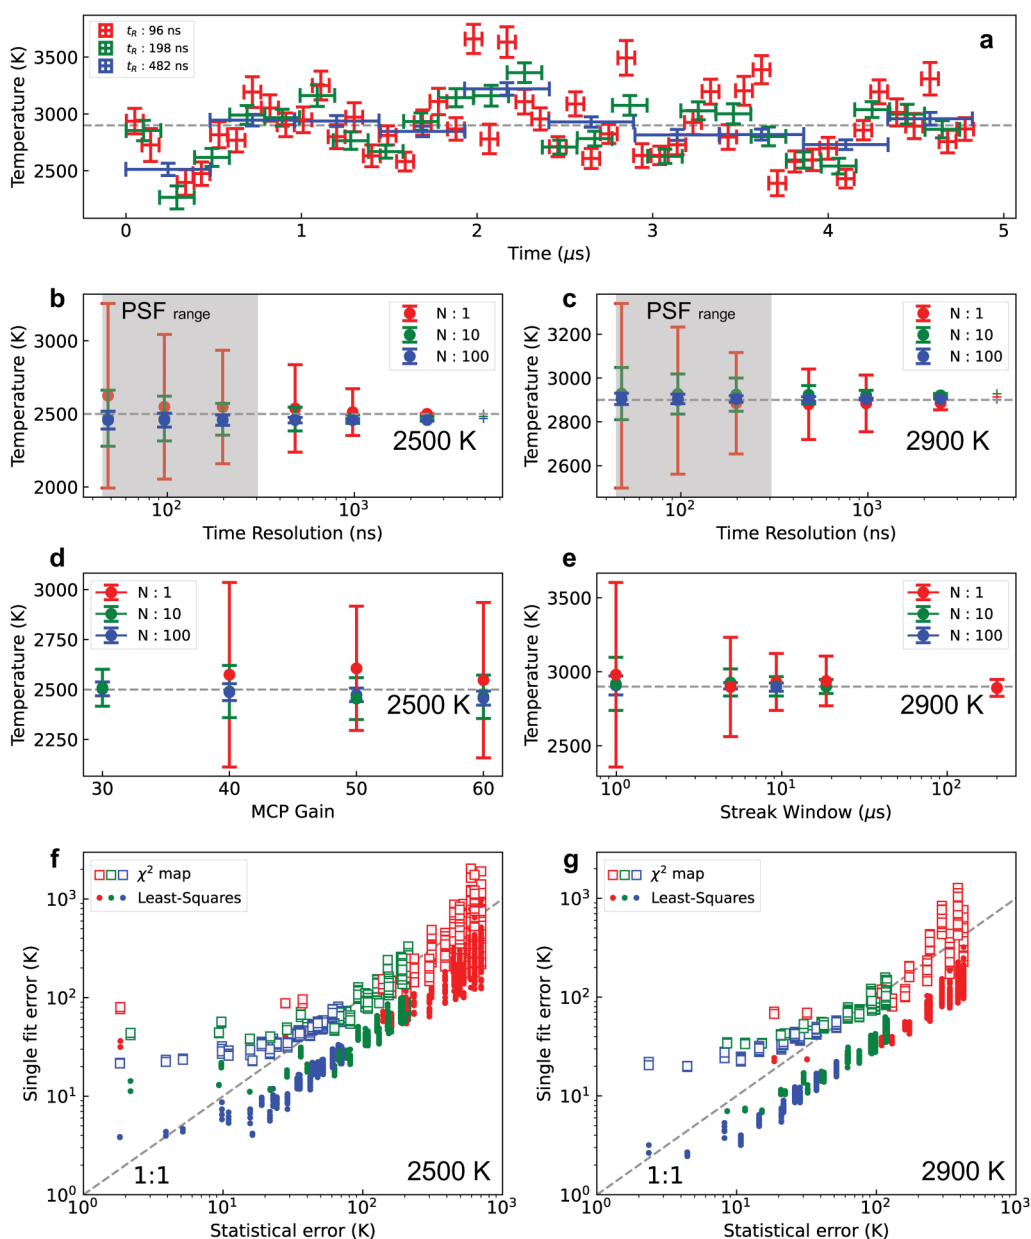 a
t_R : 96 ns
t_R : 198 ns
t_R : 482 ns
3500
3000
2500
Temperature (K)
0 1 2 3 4 5
Time (μs)
b
PSF range
N : 1
N : 10
N : 100
3000
2500
2000
Temperature (K)
2500 K
10² 10³
Time Resolution (ns)
c
PSF range
N : 1
N : 10
N : 100
3200
3000
2800
2600
Temperature (K)
2900 K
10² 10³
Time Resolution (ns)
d
N : 1
N : 10
N : 100
3000
2750
2500
2250
Temperature (K)
2500 K
30 40 50 60
MCP Gain
e
N : 1
N : 10
N : 100
3500
3000
2500
Temperature (K)
2900 K
10⁰ 10¹ 10²
Streak Window (μs)
f
χ² map
Least-Squares
10³
10²
10¹
10⁰
Single fit error (K)
1:1
2500 K
10⁰ 10¹ 10² 10³
Statistical error (K)
g
χ² map
Least-Squares
10³
10²
10¹
10⁰
Single fit error (K)
1:1
2900 K
10⁰ 10¹ 10² 10³
Statistical error (K)